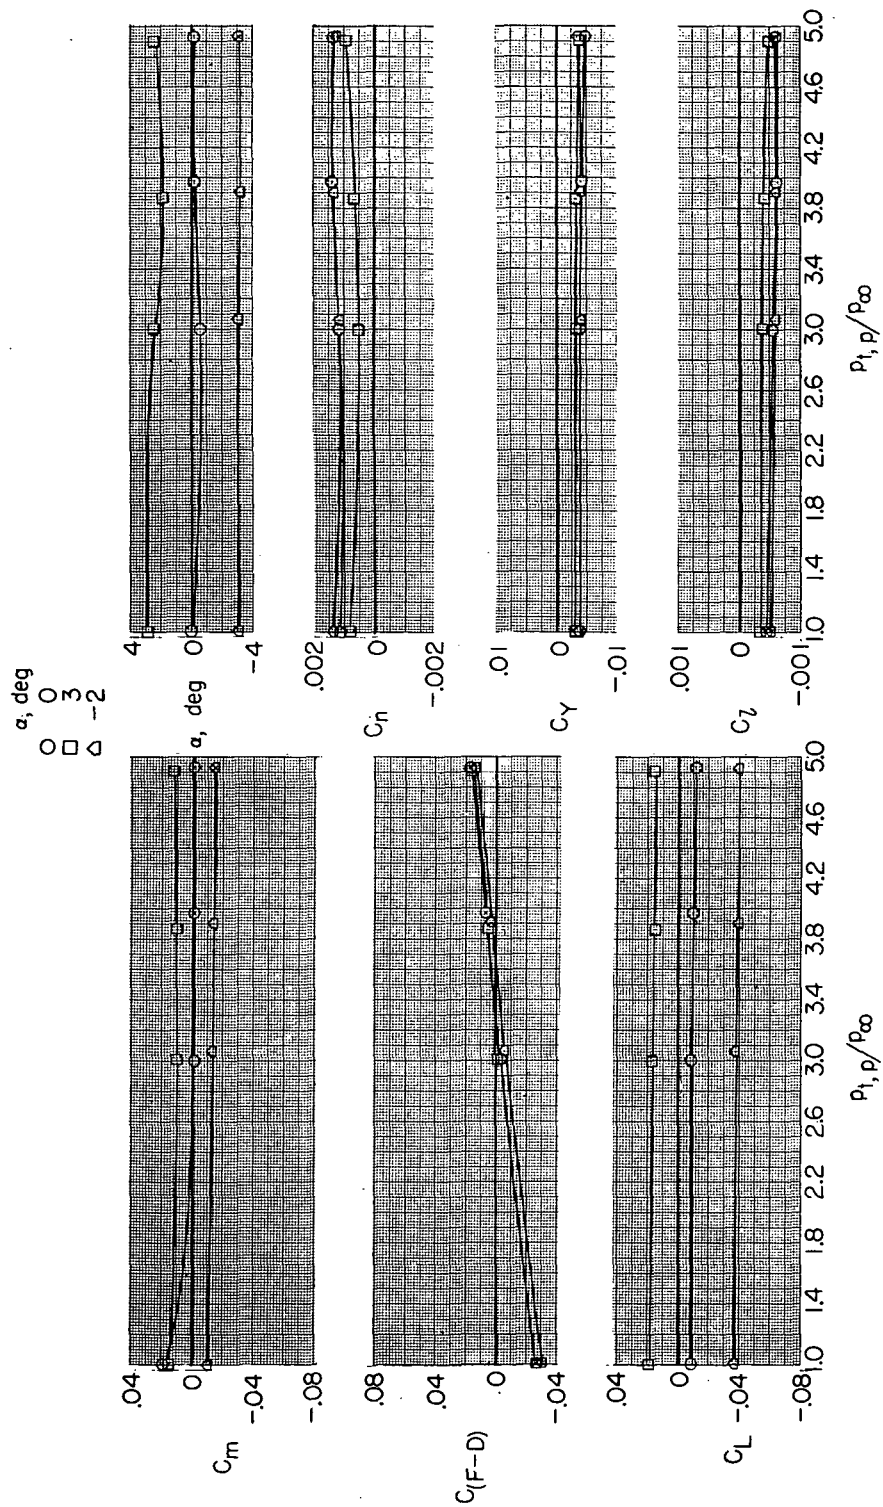 α, deg
○ 0
□ 3
△ -2
.04
0
-.04
-.08
C_m
.08
.04
0
-.04
C_(F-D)
.04
0
-.04
-.08
C_L
1.0 1.4 1.8 2.2 2.6 3.0 3.4 3.8 4.2 4.6 5.0
p_t,p/p_∞
4
0
-4
α, deg
.002
0
-.002
C_n
.01
0
-.01
C_Y
.001
0
-.001
C_l
1.0 1.4 1.8 2.2 2.6 3.0 3.4 3.8 4.2 4.6 5.0
p_t,p/p_∞